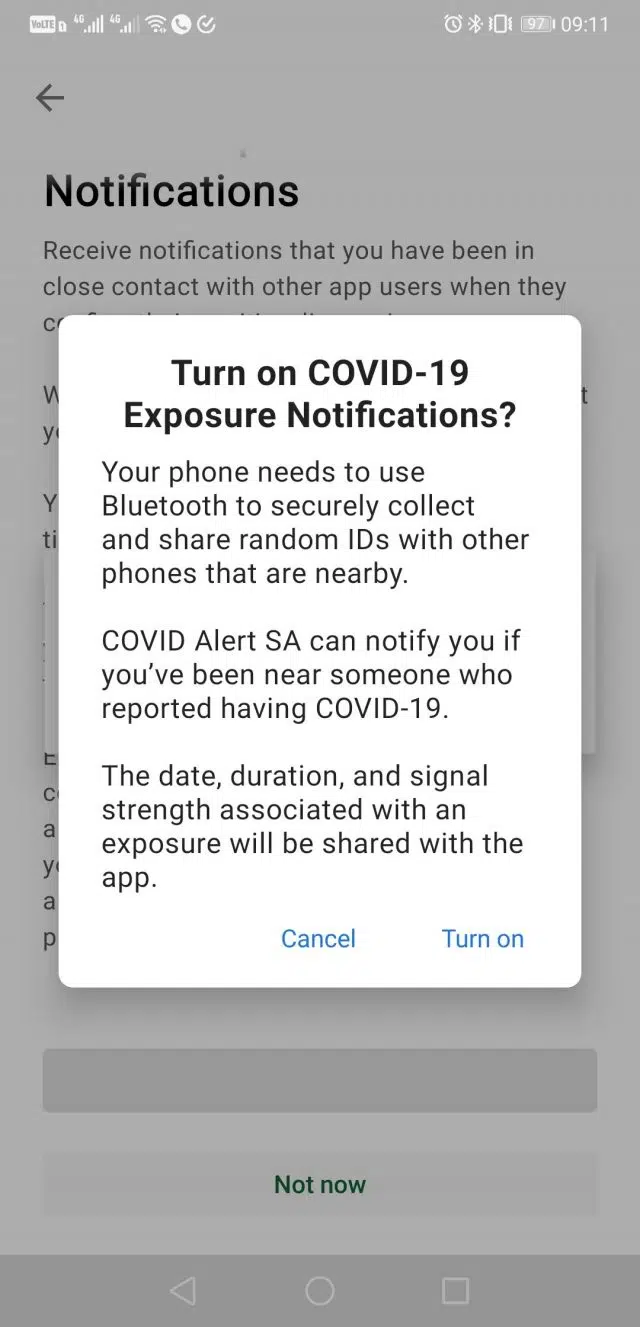 VoLTE 4G 4G 97 09:11
Notifications
Receive notifications that you have been in
close contact with other app users when they
Turn on COVID-19
Exposure Notifications?
Your phone needs to use
Bluetooth to securely collect
and share random IDs with other
phones that are nearby.
COVID Alert SA can notify you if
you’ve been near someone who
reported having COVID-19.
The date, duration, and signal
strength associated with an
exposure will be shared with the
app.
Cancel Turn on
Not now